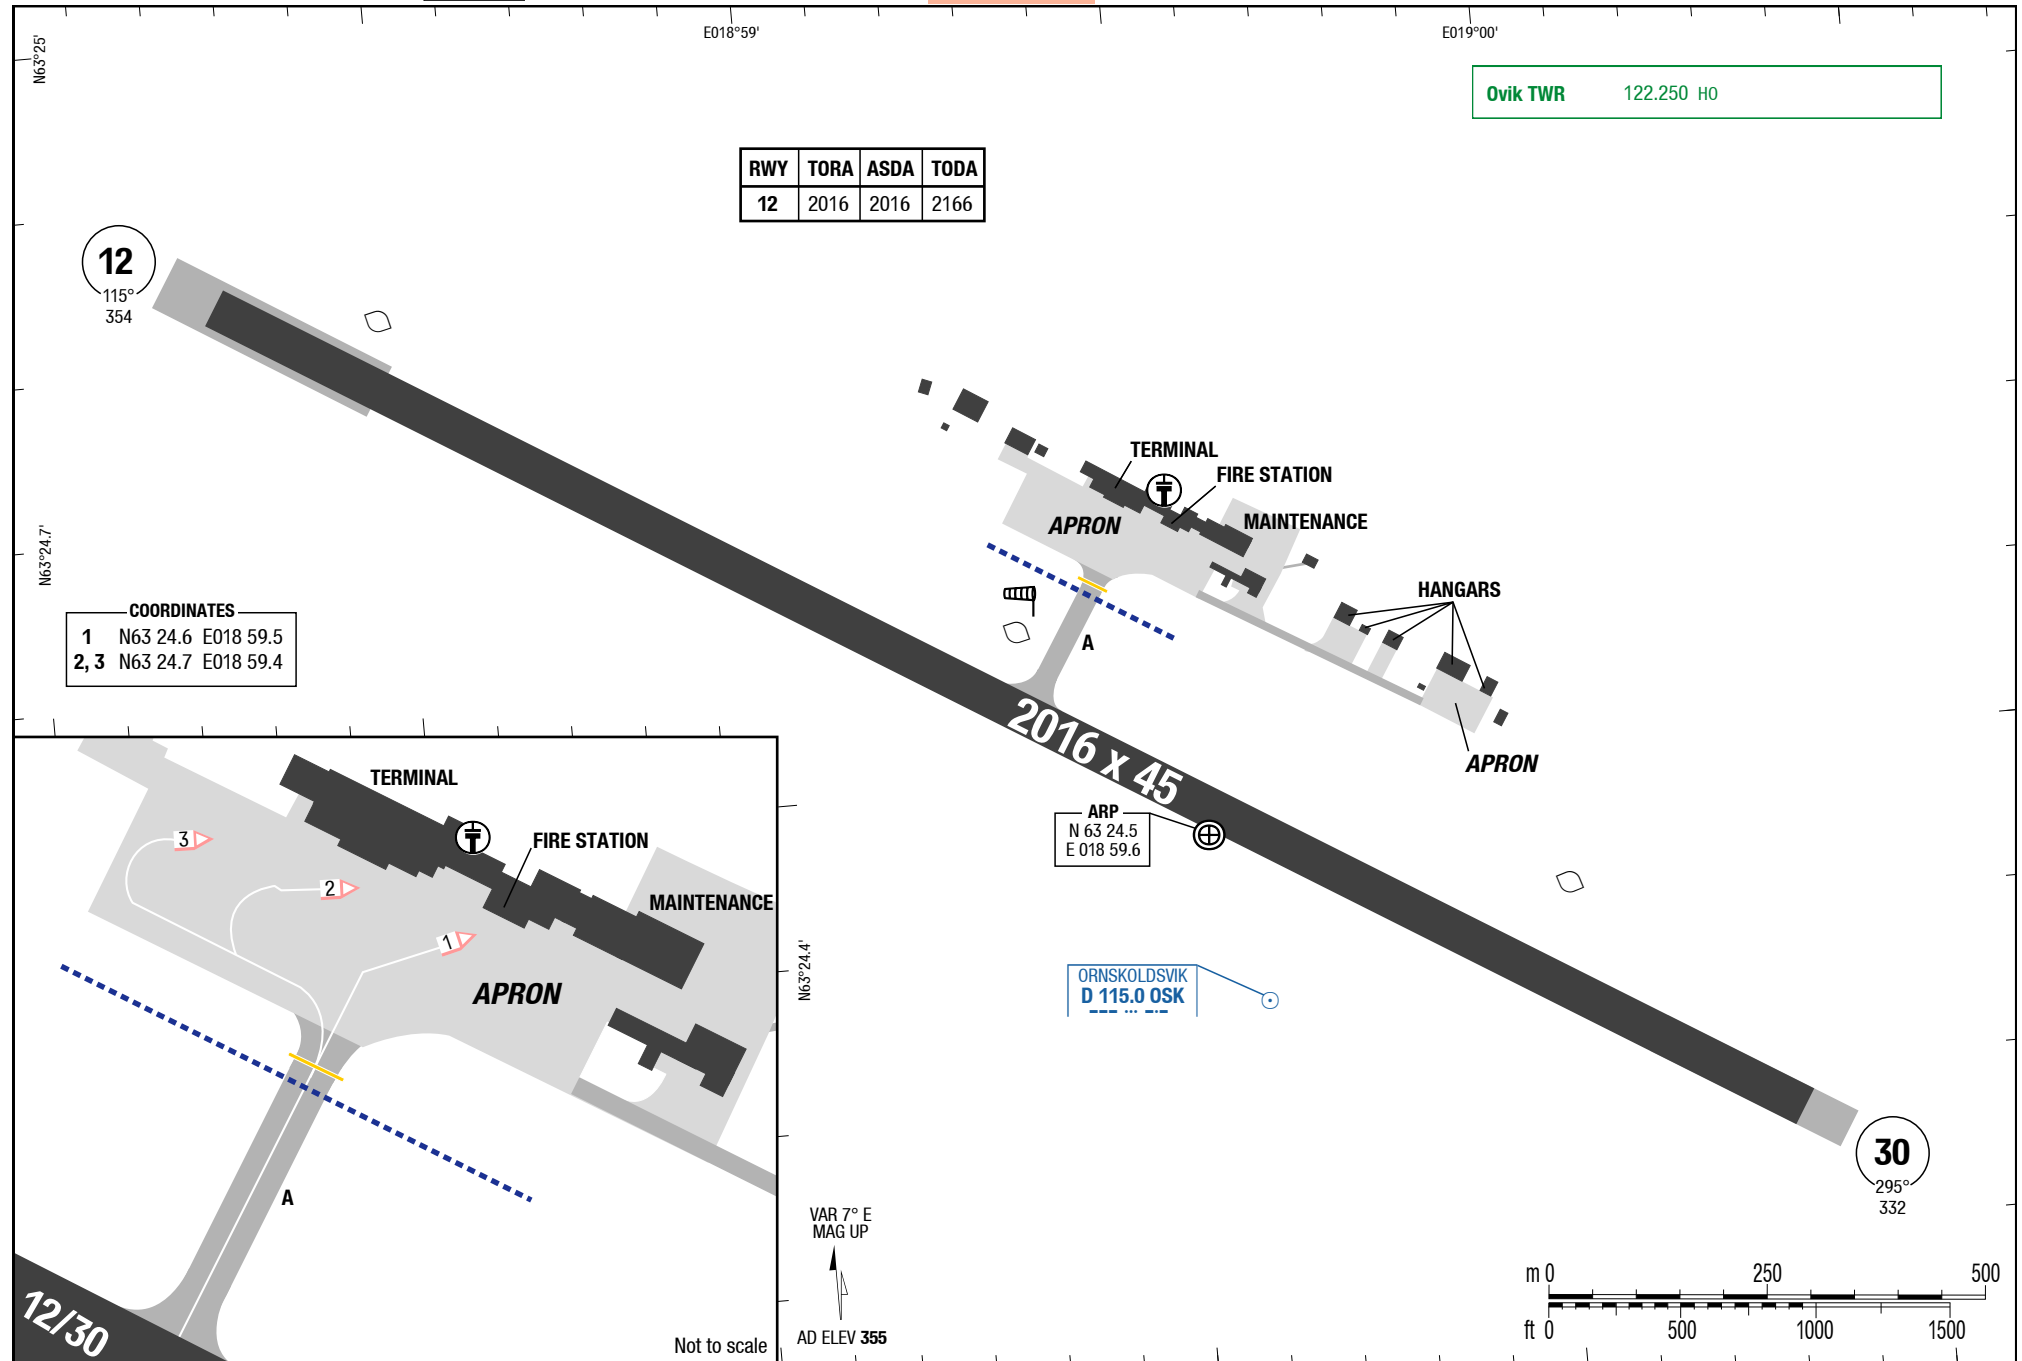 E018°59'
E019°00'
N63°25'
Ovik TWR 122.250 HO
RWY TORA ASDA TODA
12 2016 2016 2166
12
115°
354
TERMINAL
FIRE STATION
APRON
MAINTENANCE
N63°24.7'
HANGARS
COORDINATES
1 N63 24.6 E018 59.5
2, 3 N63 24.7 E018 59.4
A
2016 x 45
APRON
ARP
N 63 24.5
E 018 59.6
TERMINAL
3
FIRE STATION
2
MAINTENANCE
1
N63°24.4'
APRON
ORNSKOLDSVIK
D 115.0 OSK
A
30
295°
332
VAR 7° E
MAG UP
12/30
Not to scale
AD ELEV 355
m 0 250 500
ft 0 500 1000 1500